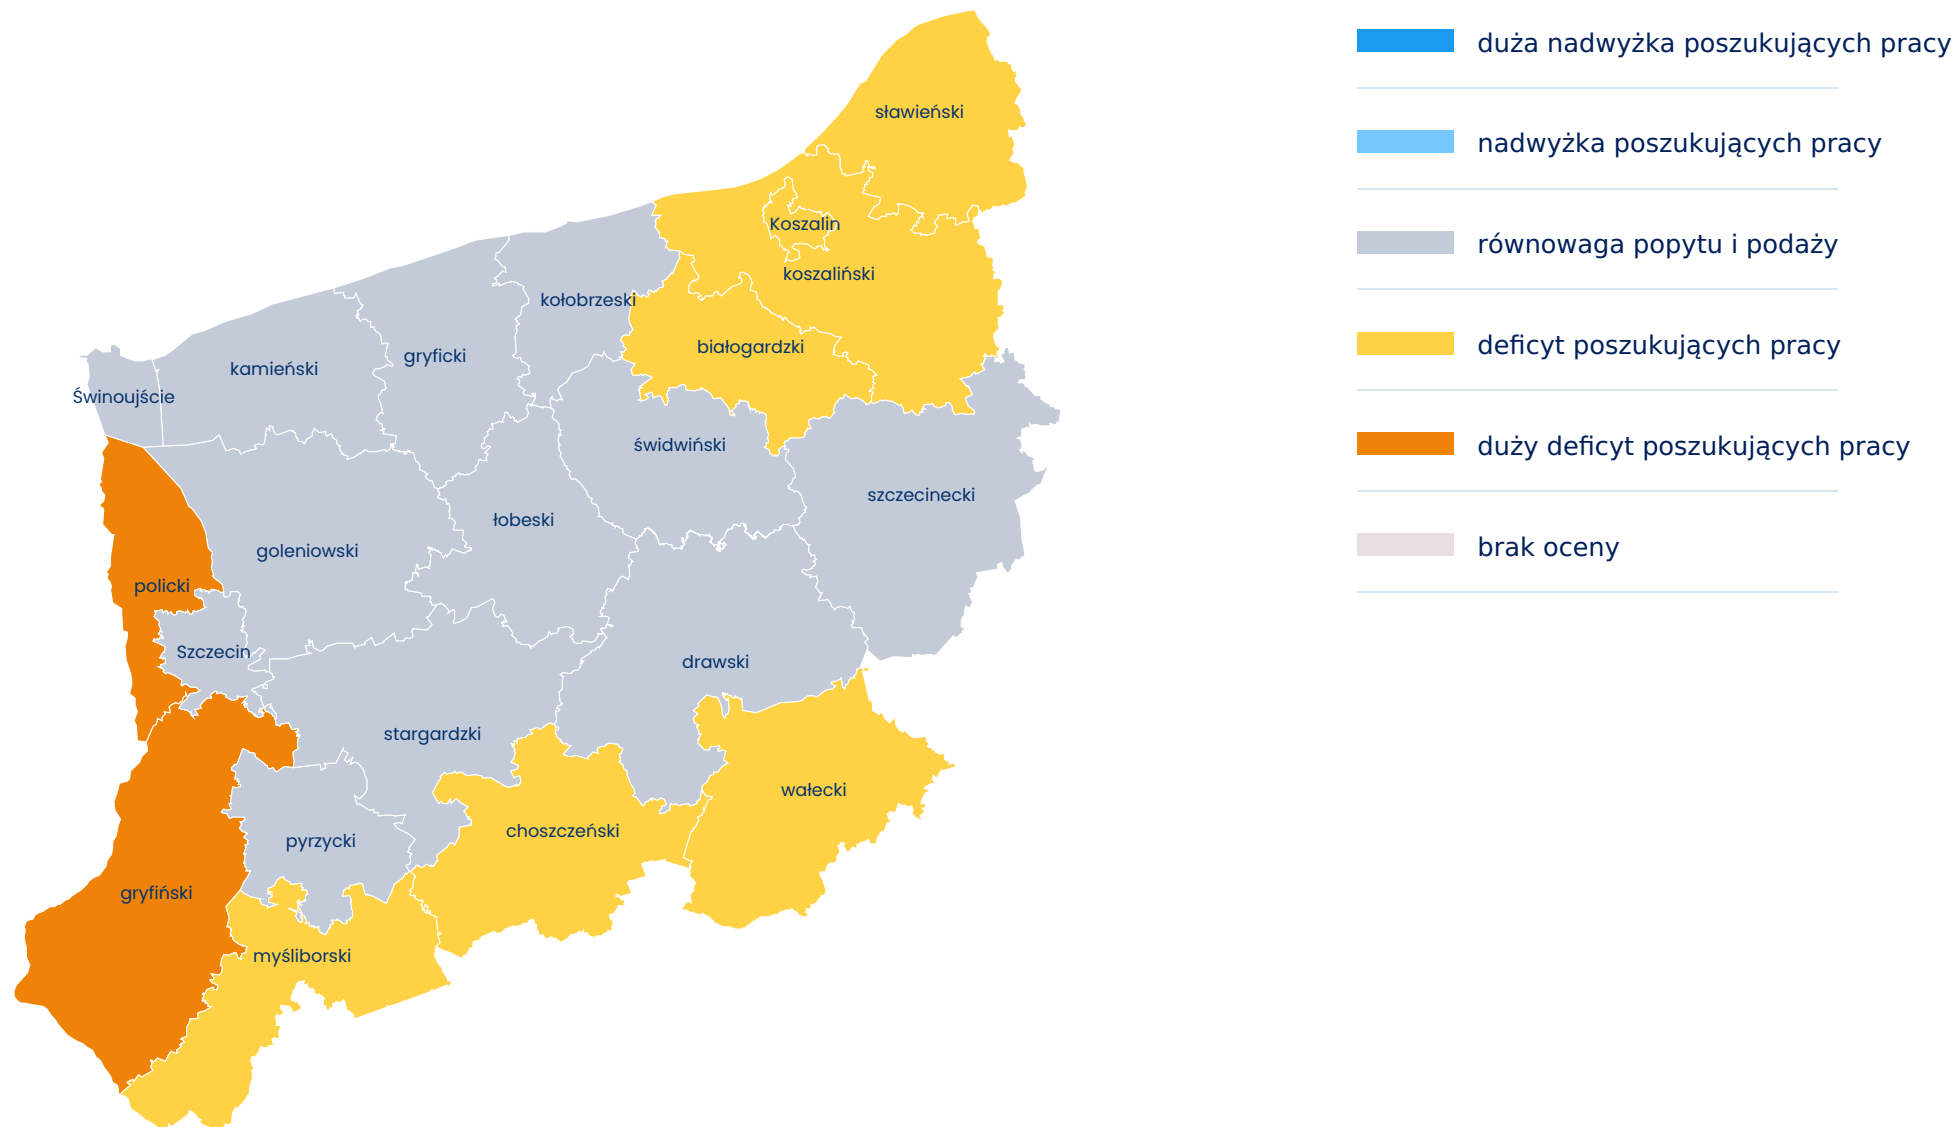 sławieński
Koszalin
koszaliński
kołobrzeski
białogardzki
gryficki
kamieński
Świnoujście
świdwiński
szczecinecki
łobeski
goleniowski
policki
Szczecin
drawski
stargardzki
wałecki
choszczeński
pyrzycki
gryfiński
myśliborski
duża nadwyżka poszukujących pracy
nadwyżka poszukujących pracy
równowaga popytu i podaży
deficyt poszukujących pracy
duży deficyt poszukujących pracy
brak oceny